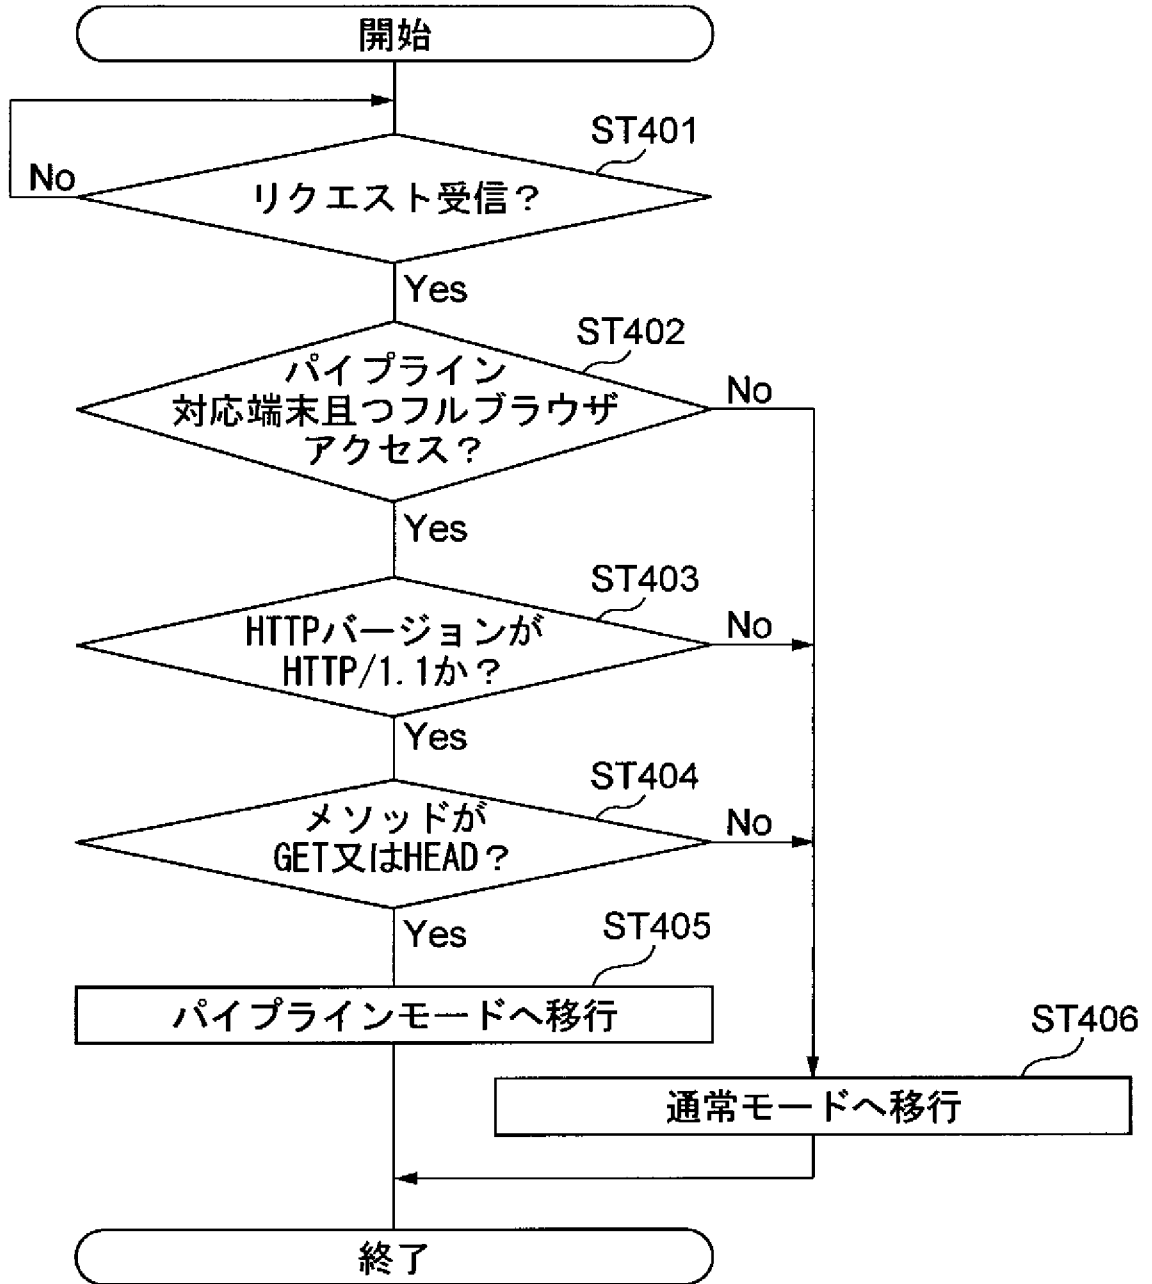 開始
ST401
No
リクエスト受信？
Yes
ST402
パイプライン
対応端末且つフルブラウザ
アクセス？
No
Yes
ST403
HTTPバージョンが
HTTP/1.1か？
No
Yes
ST404
メソッドが
GET又はHEAD？
No
Yes
ST405
パイプラインモードへ移行
ST406
通常モードへ移行
終了